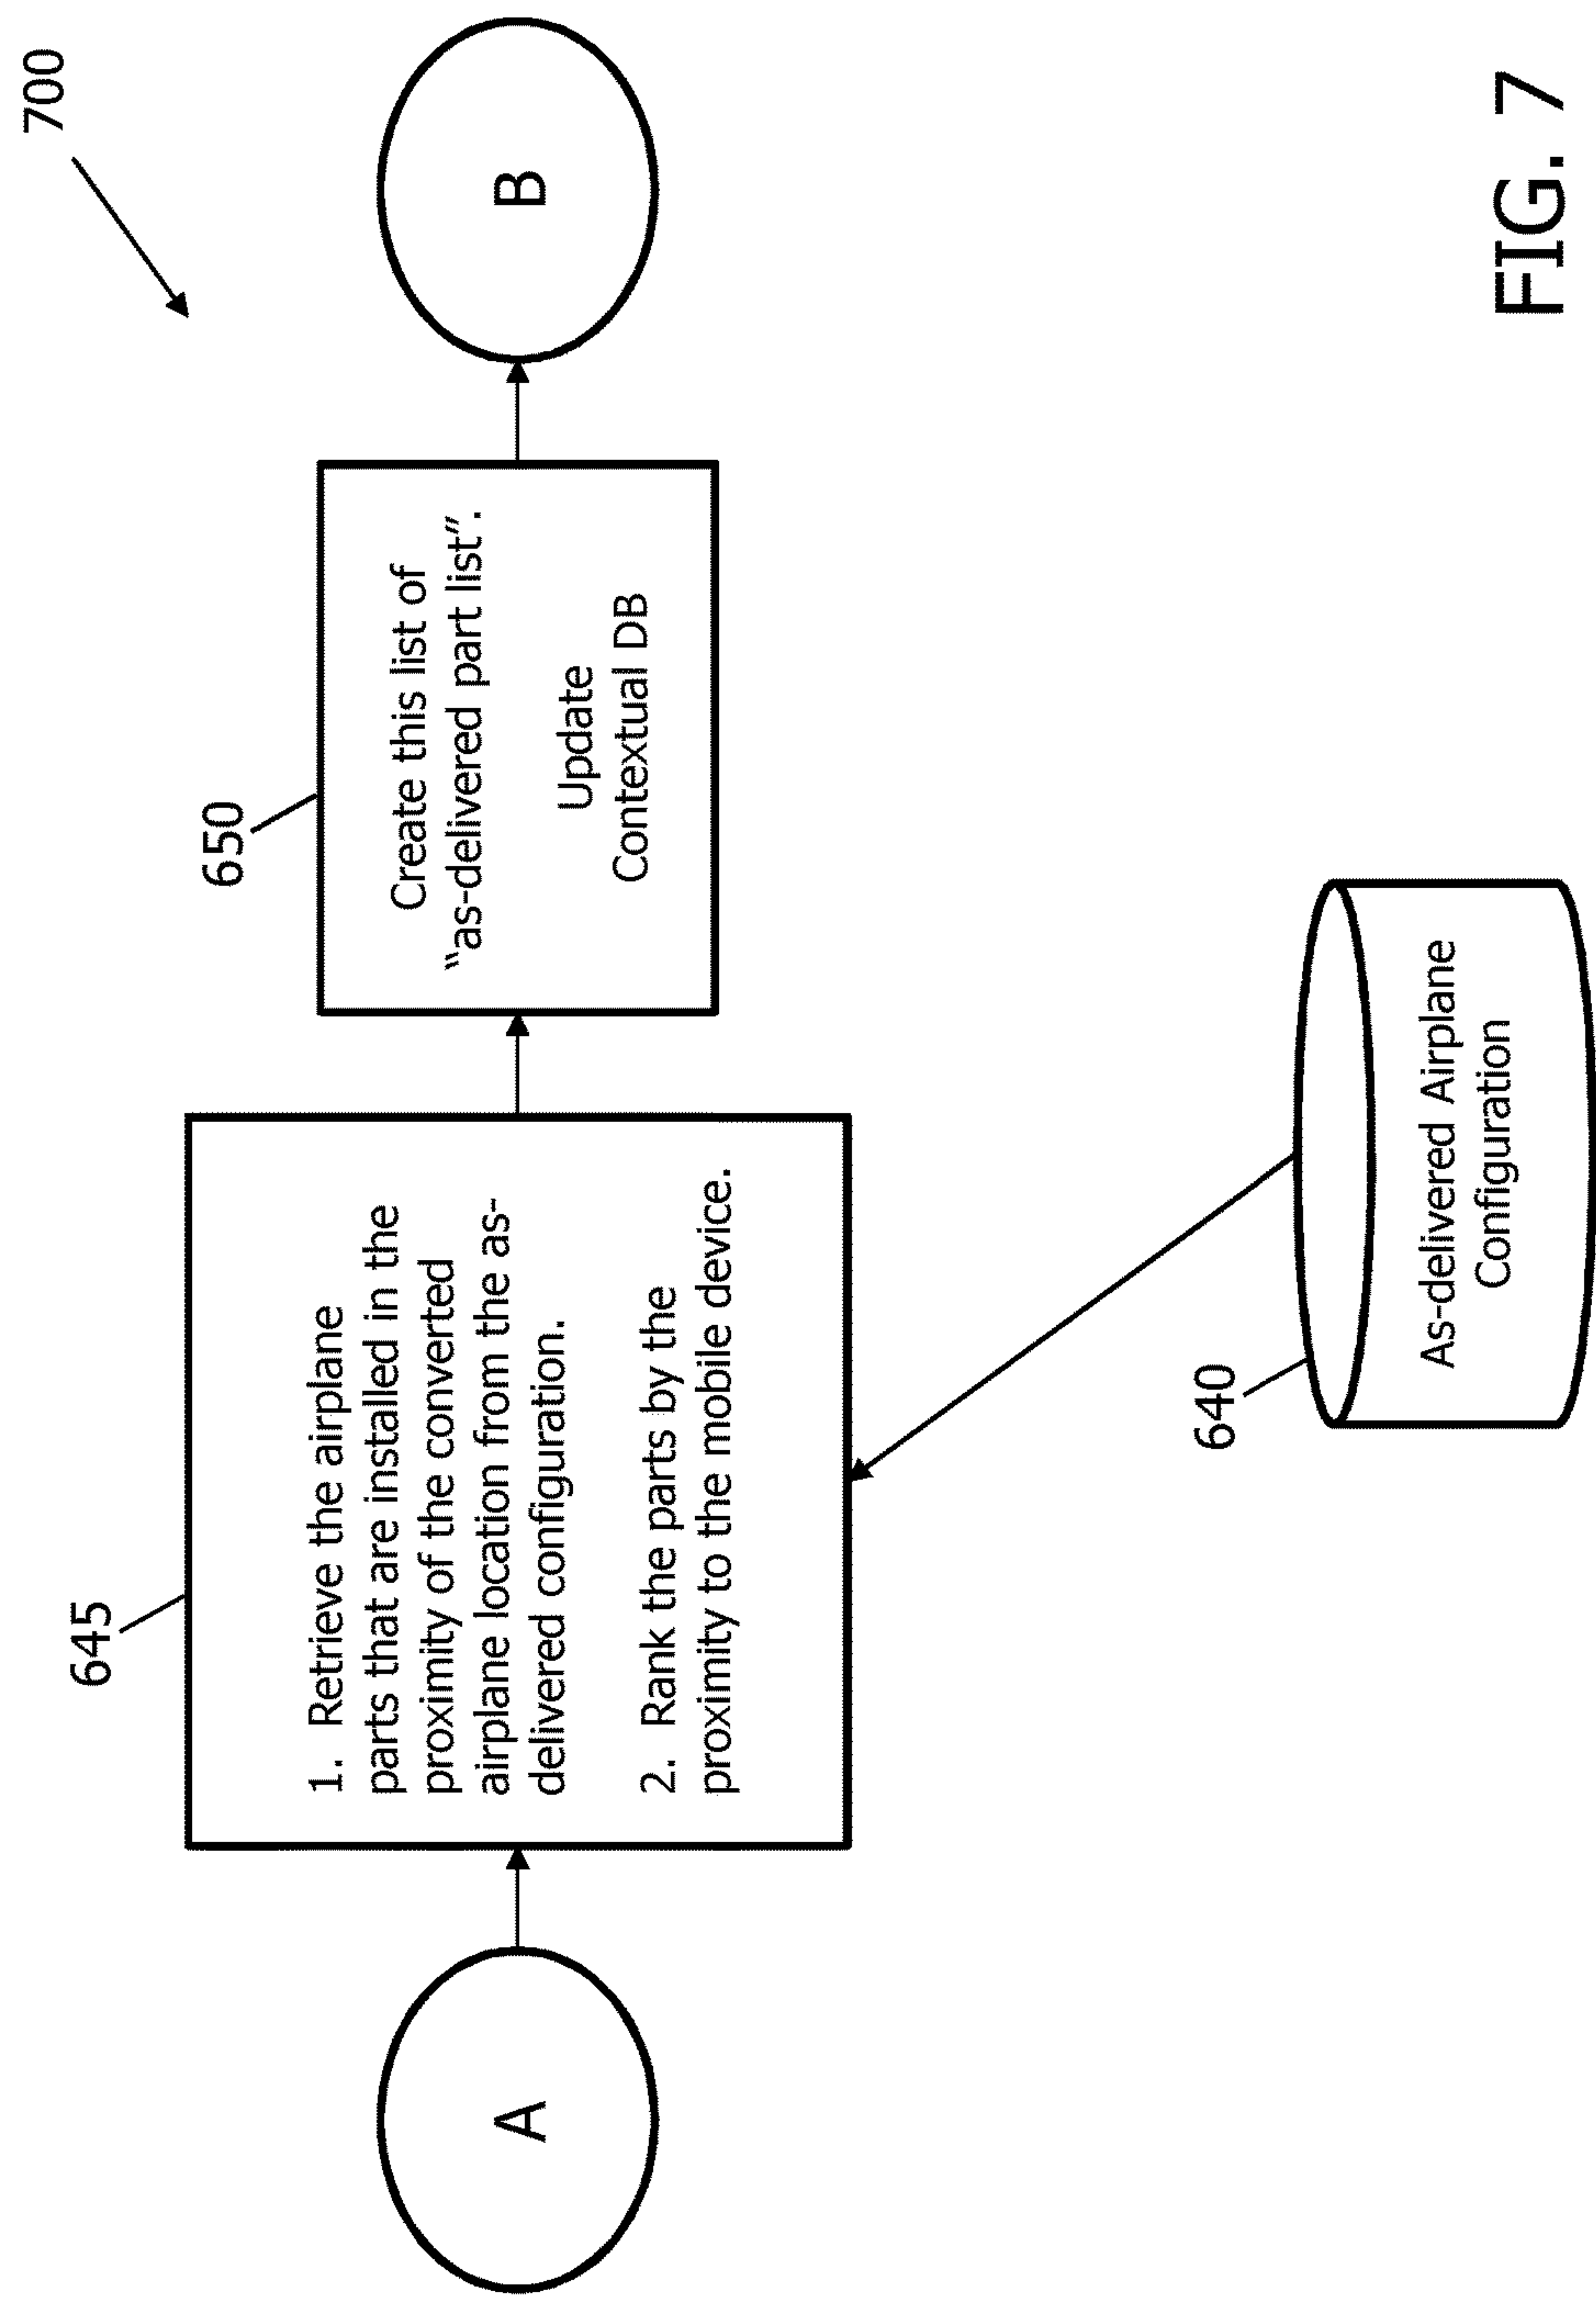 700
645
650
A
1. Retrieve the airplane
parts that are installed in the
proximity of the converted
airplane location from the as-
delivered configuration.
2. Rank the parts by the
proximity to the mobile device.
Create this list of
“as-delivered part list”.
Update
Contextual DB
B
640
As-delivered Airplane
Configuration
FIG. 7